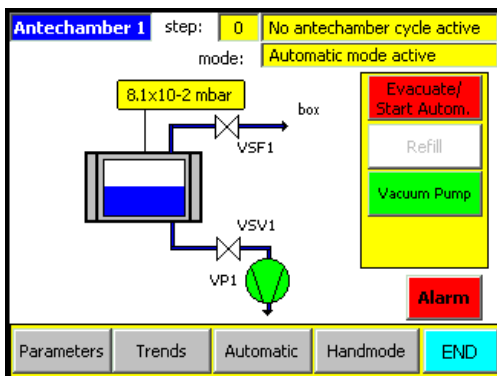 Antechamber 1 step: 0 No antechamber cycle active
mode: Automatic mode active
8.1x10-2 mbar
box
VSF1
VSV1
VP1
Evacuate/
Start Autom.
Refill
Vacuum Pump
Alarm
Parameters Trends Automatic Handmode END